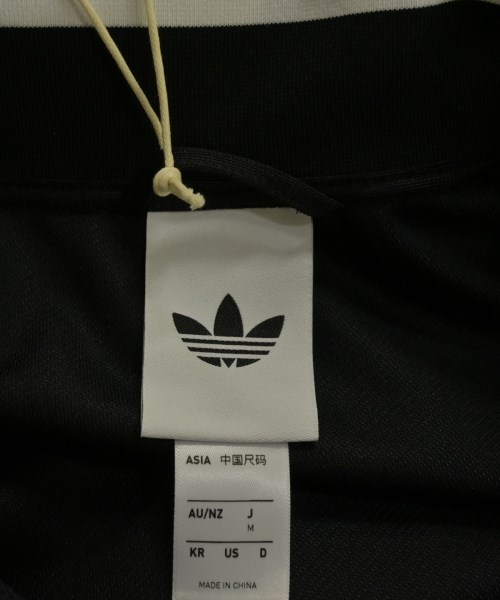 ASIA 中国尺码
AU/NZ J
M
KR US D
MADE IN CHINA